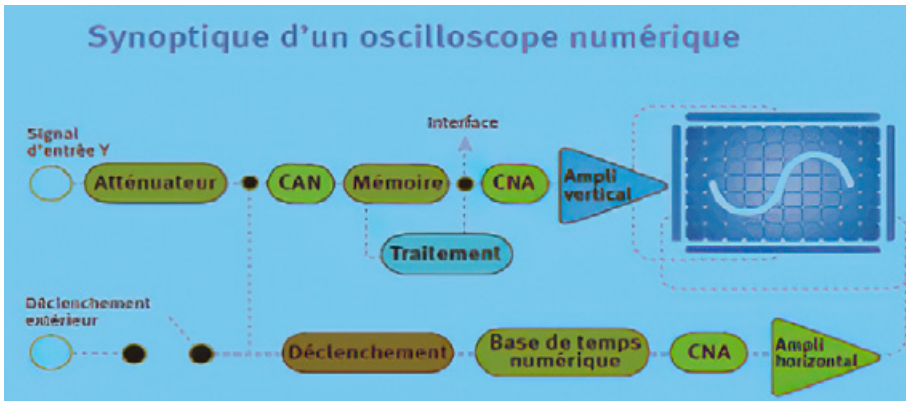 Synoptique d'un oscilloscope numérique
Interface
Signal
d'entrée Y
Atténuateur
CAN
Mémoire
CNA
Ampli
vertical
Traitement
Déclenchement
extérieur
Déclenchement
Base de temps
numérique
CNA
Ampli
horizontal